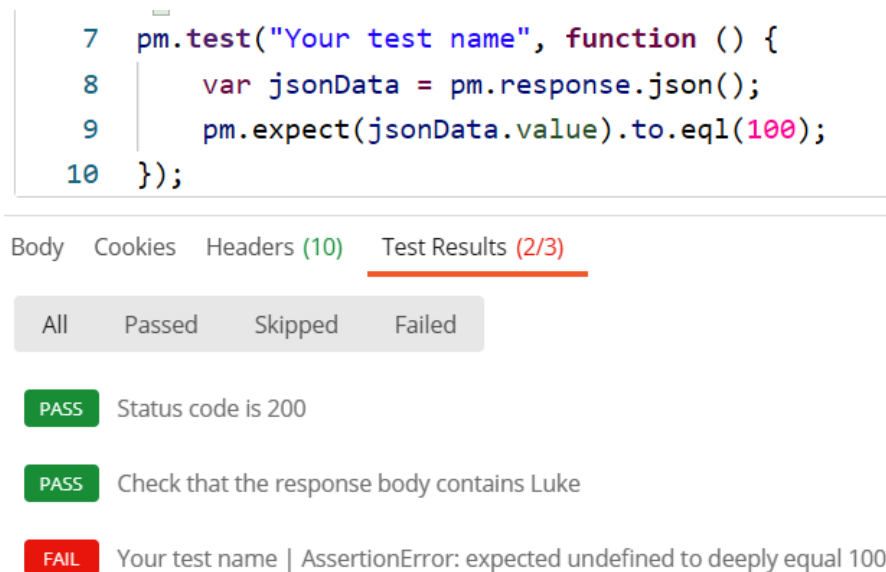 7 pm.test("Your test name", function () {
8 var jsonData = pm.response.json();
9 pm.expect(jsonData.value).to.eql(100);
10 });
Body Cookies Headers (10) Test Results (2/3)
All Passed Skipped Failed
PASS Status code is 200
PASS Check that the response body contains Luke
FAIL Your test name | AssertionError: expected undefined to deeply equal 100